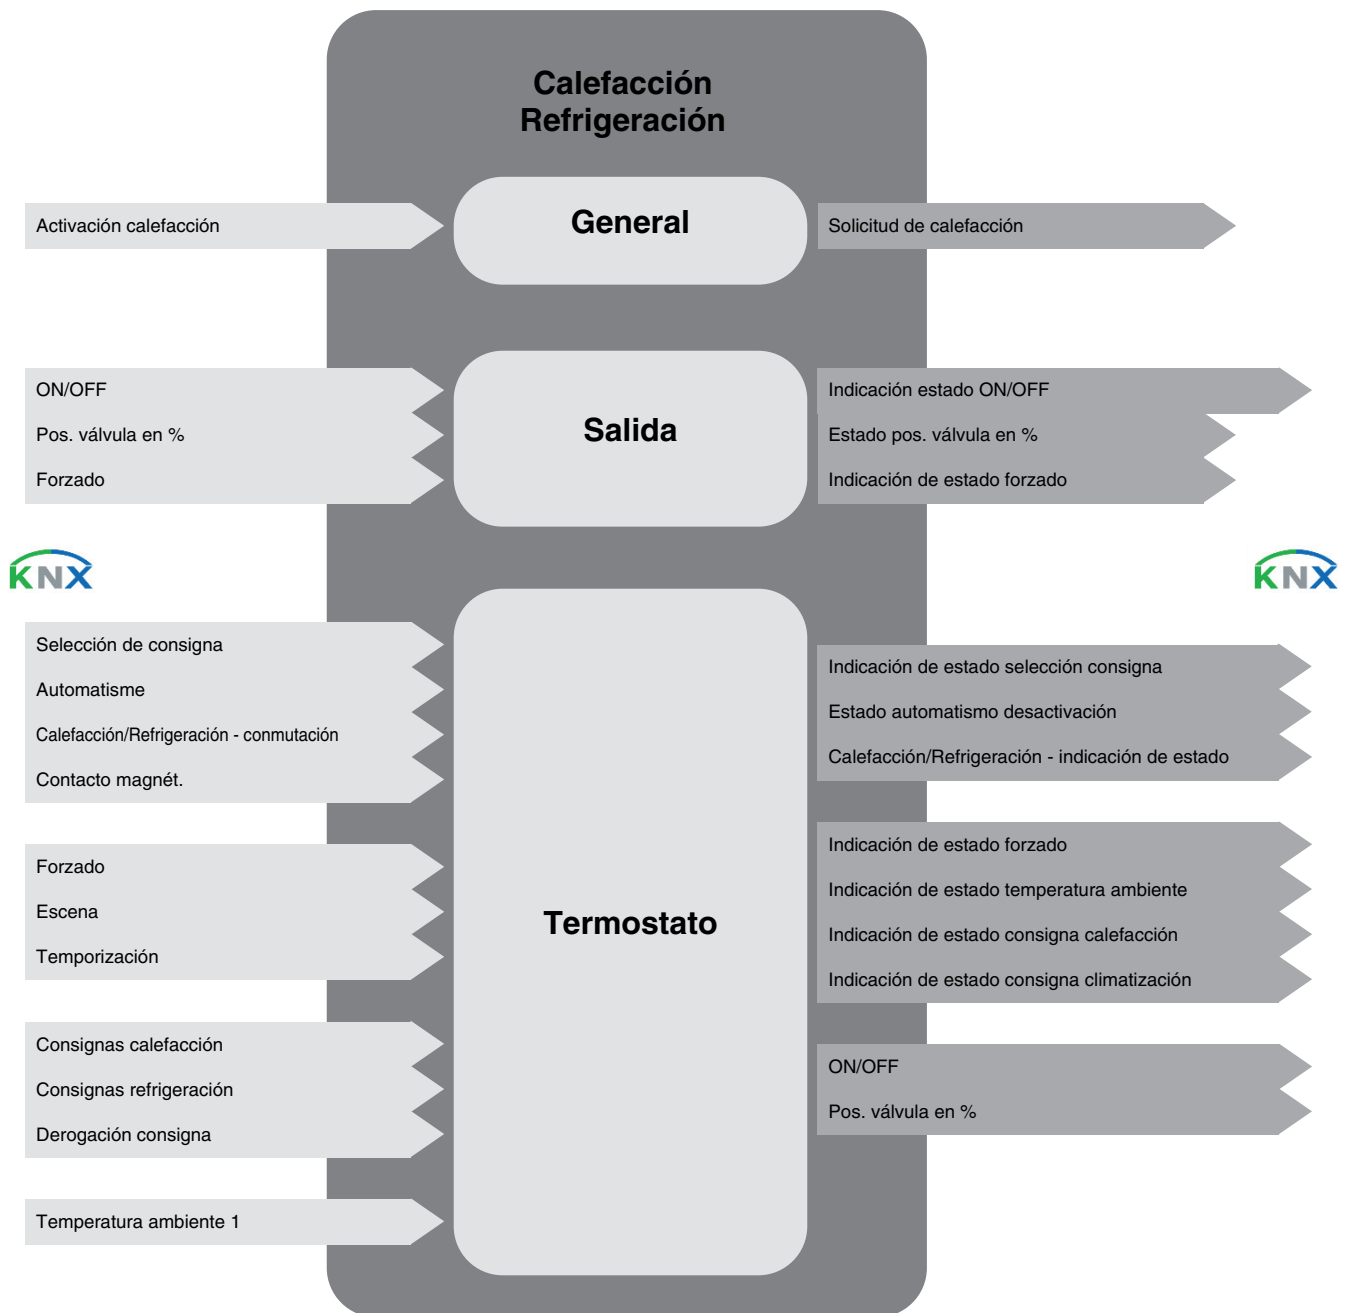 Calefacción
Refrigeración
General
Activación calefacción
Solicitud de calefacción
Salida
ON/OFF
Pos. válvula en %
Forzado
Indicación estado ON/OFF
Estado pos. válvula en %
Indicación de estado forzado
KNX
KNX
Termostato
Selección de consigna
Automatisme
Calefacción/Refrigeración - conmutación
Contacto magnét.
Forzado
Escena
Temporización
Consignas calefacción
Consignas refrigeración
Derogación consigna
Temperatura ambiente 1
Indicación de estado selección consigna
Estado automatismo desactivación
Calefacción/Refrigeración - indicación de estado
Indicación de estado forzado
Indicación de estado temperatura ambiente
Indicación de estado consigna calefacción
Indicación de estado consigna climatización
ON/OFF
Pos. válvula en %